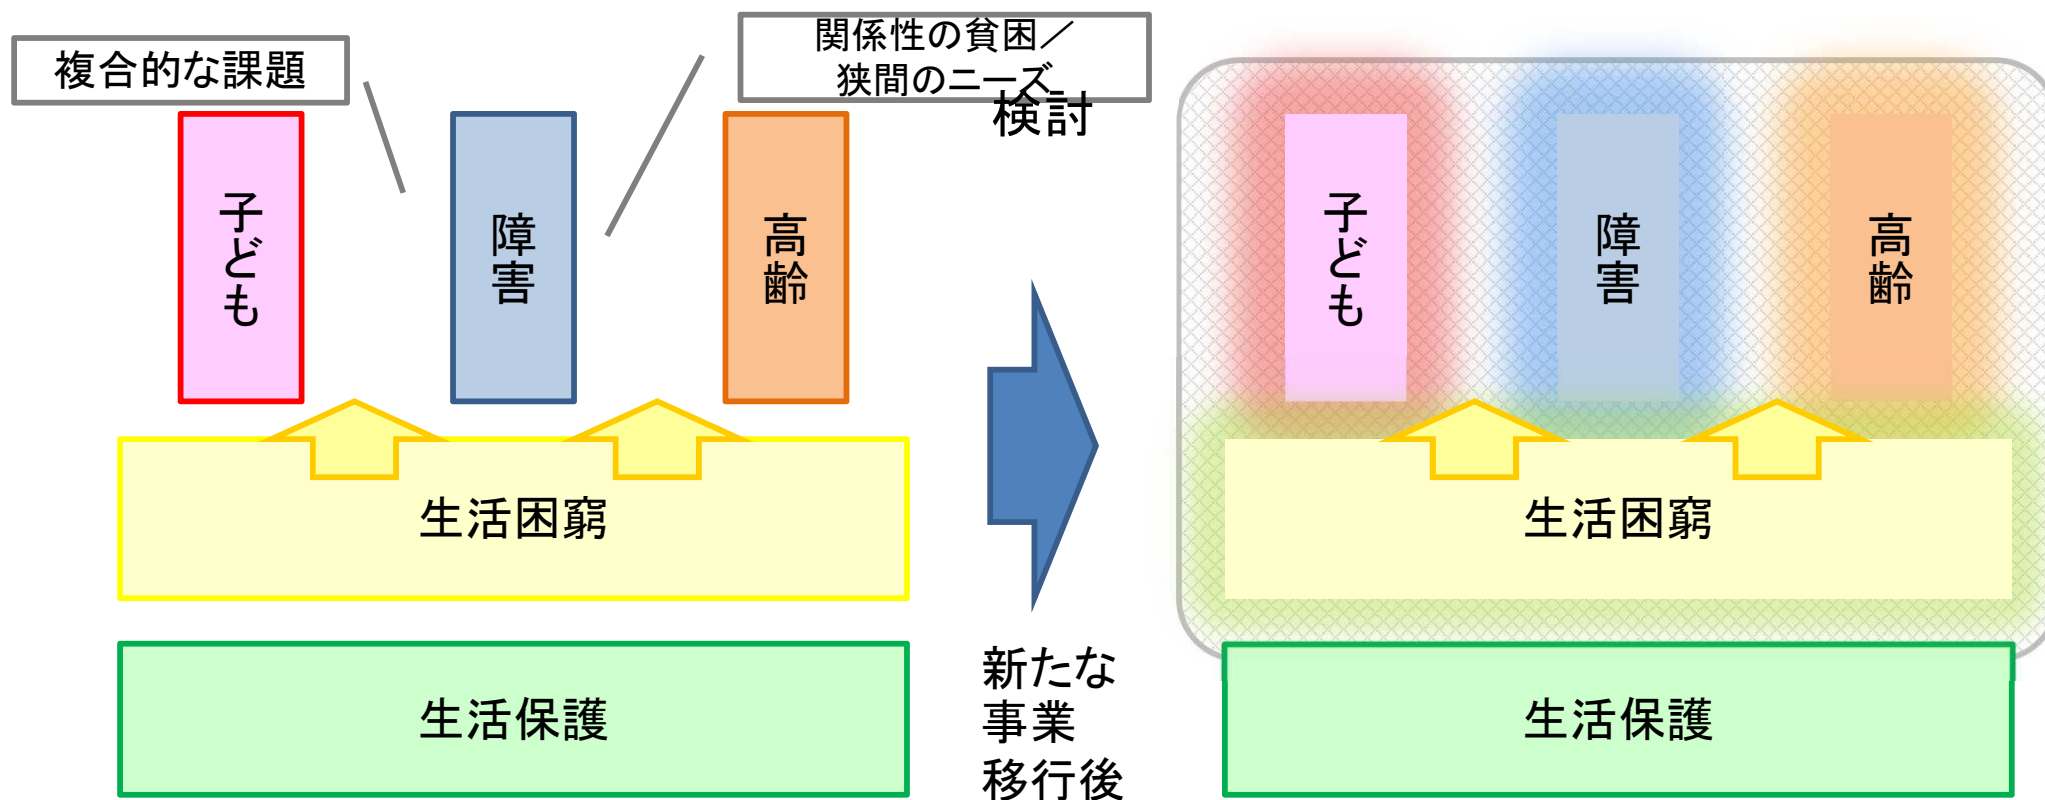 複合的な課題
関係性の貧困／
狭間のニーズ
検討
子ども
障害
高齢
生活困窮
生活保護
新たな
事業
移行後
子ども
障害
高齢
生活困窮
生活保護